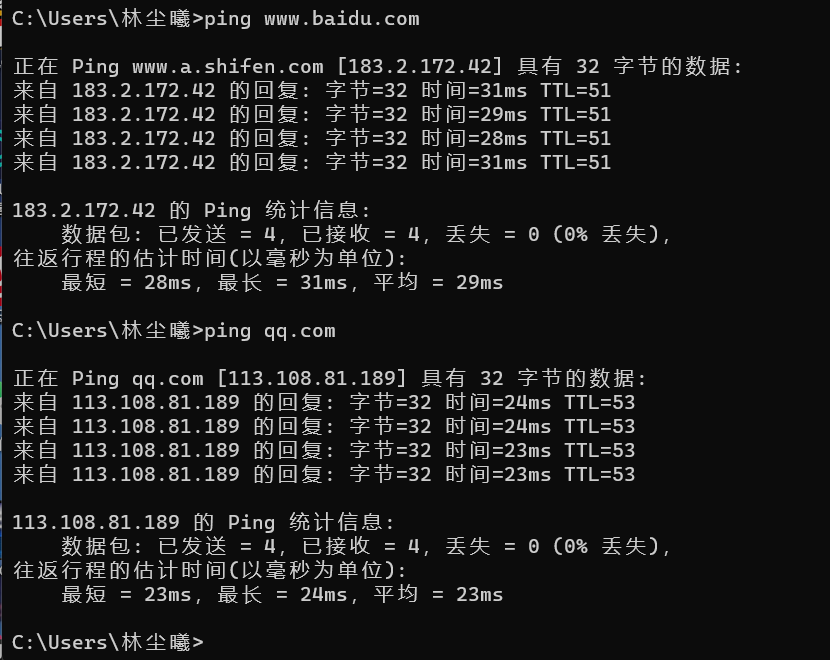 C:\Users\林尘曦>ping www.baidu.com
正在 Ping www.a.shifen.com [183.2.172.42] 具有 32 字节的数据:
来自 183.2.172.42 的回复: 字节=32 时间=31ms TTL=51
来自 183.2.172.42 的回复: 字节=32 时间=29ms TTL=51
来自 183.2.172.42 的回复: 字节=32 时间=28ms TTL=51
来自 183.2.172.42 的回复: 字节=32 时间=31ms TTL=51
183.2.172.42 的 Ping 统计信息:
数据包: 已发送 = 4, 已接收 = 4, 丢失 = 0 (0% 丢失),
往返行程的估计时间(以毫秒为单位):
最短 = 28ms, 最长 = 31ms, 平均 = 29ms
C:\Users\林尘曦>ping qq.com
正在 Ping qq.com [113.108.81.189] 具有 32 字节的数据:
来自 113.108.81.189 的回复: 字节=32 时间=24ms TTL=53
来自 113.108.81.189 的回复: 字节=32 时间=24ms TTL=53
来自 113.108.81.189 的回复: 字节=32 时间=23ms TTL=53
来自 113.108.81.189 的回复: 字节=32 时间=23ms TTL=53
113.108.81.189 的 Ping 统计信息:
数据包: 已发送 = 4, 已接收 = 4, 丢失 = 0 (0% 丢失),
往返行程的估计时间(以毫秒为单位):
最短 = 23ms, 最长 = 24ms, 平均 = 23ms
C:\Users\林尘曦>